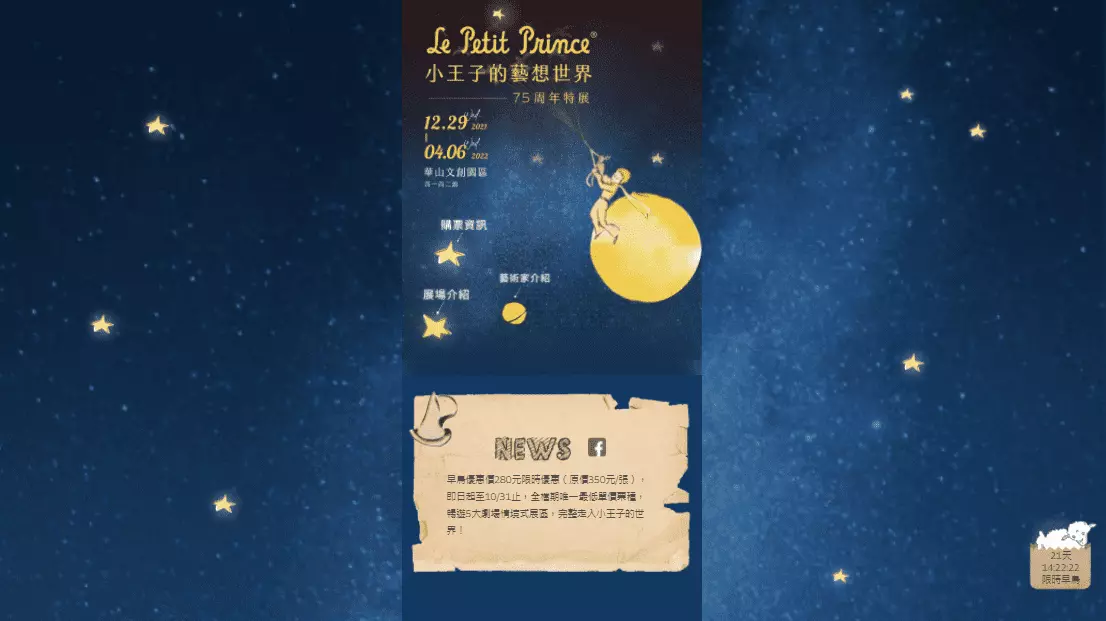 Le Petit Prince®
小王子的藝想世界
75周年特展
12.29 Wed. 2021
04.06 Wed. 2022
華山文創園區
購票資訊
藝術家介紹
展場介紹
NEWS
早鳥優惠價280元限時優惠（原價350元/張），
即日起至10/31止，全檔期唯一最低單價票種，
暢遊5大劇場情境式展區，完整走入小王子的世
界！
21天
14:22:22
限時早鳥